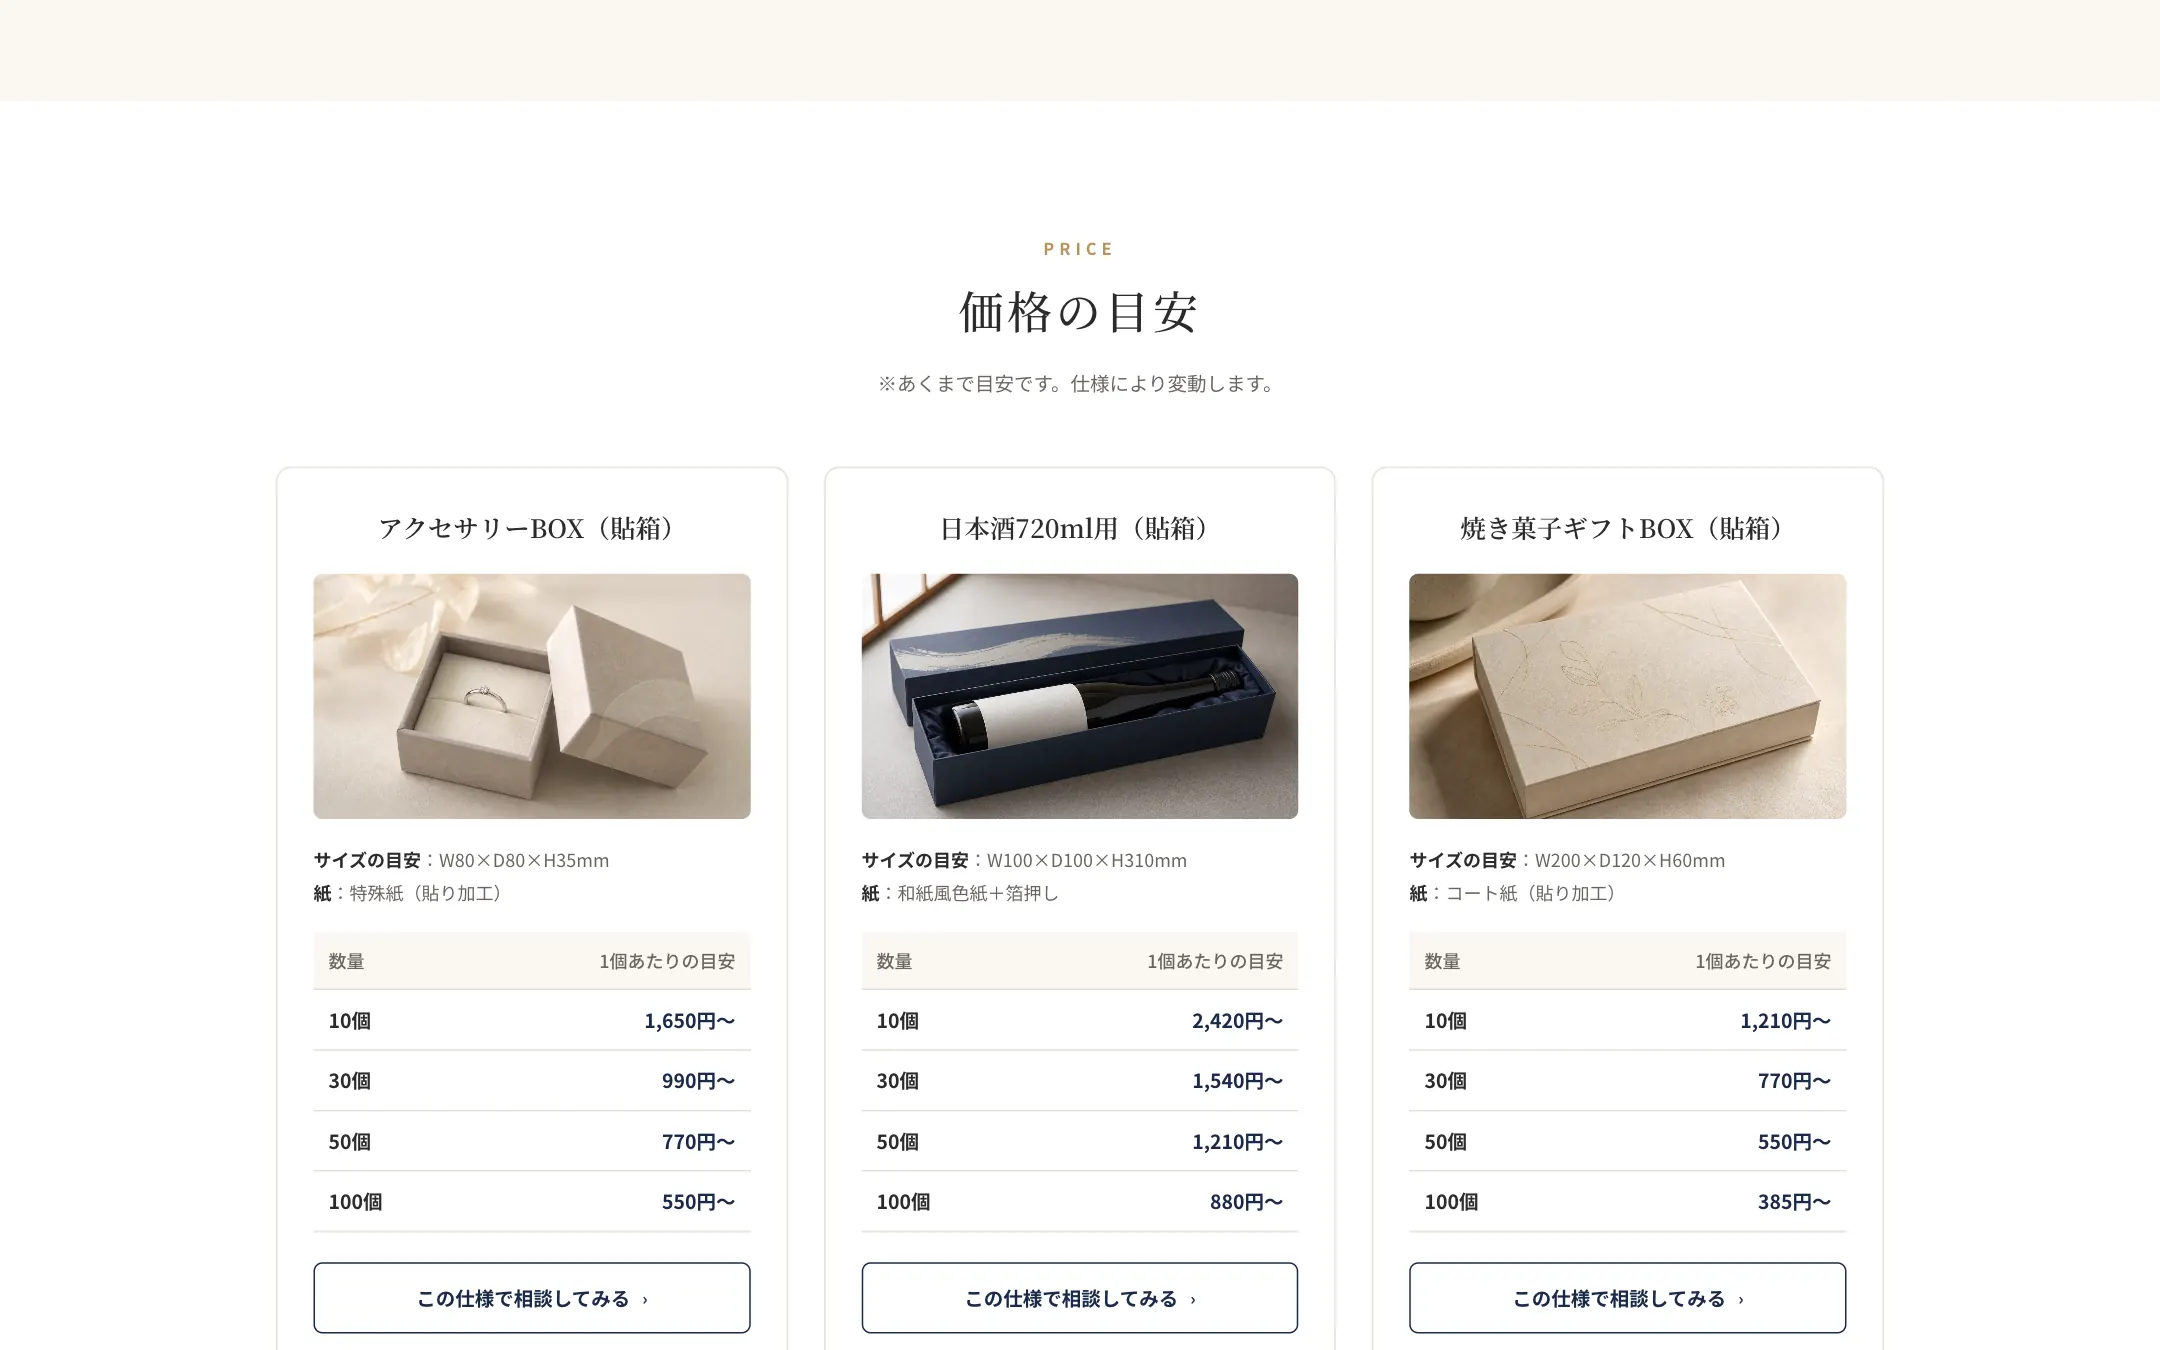 PRICE
価格の目安
※あくまで目安です。仕様により変動します。
アクセサリーBOX（貼箱）
サイズの目安：W80×D80×H35mm
紙：特殊紙（貼り加工）
数量 1個あたりの目安
10個 1,650円〜
30個 990円〜
50個 770円〜
100個 550円〜
この仕様で相談してみる ›
日本酒720ml用（貼箱）
サイズの目安：W100×D100×H310mm
紙：和紙風色紙＋箔押し
数量 1個あたりの目安
10個 2,420円〜
30個 1,540円〜
50個 1,210円〜
100個 880円〜
この仕様で相談してみる ›
焼き菓子ギフトBOX（貼箱）
サイズの目安：W200×D120×H60mm
紙：コート紙（貼り加工）
数量 1個あたりの目安
10個 1,210円〜
30個 770円〜
50個 550円〜
100個 385円〜
この仕様で相談してみる ›